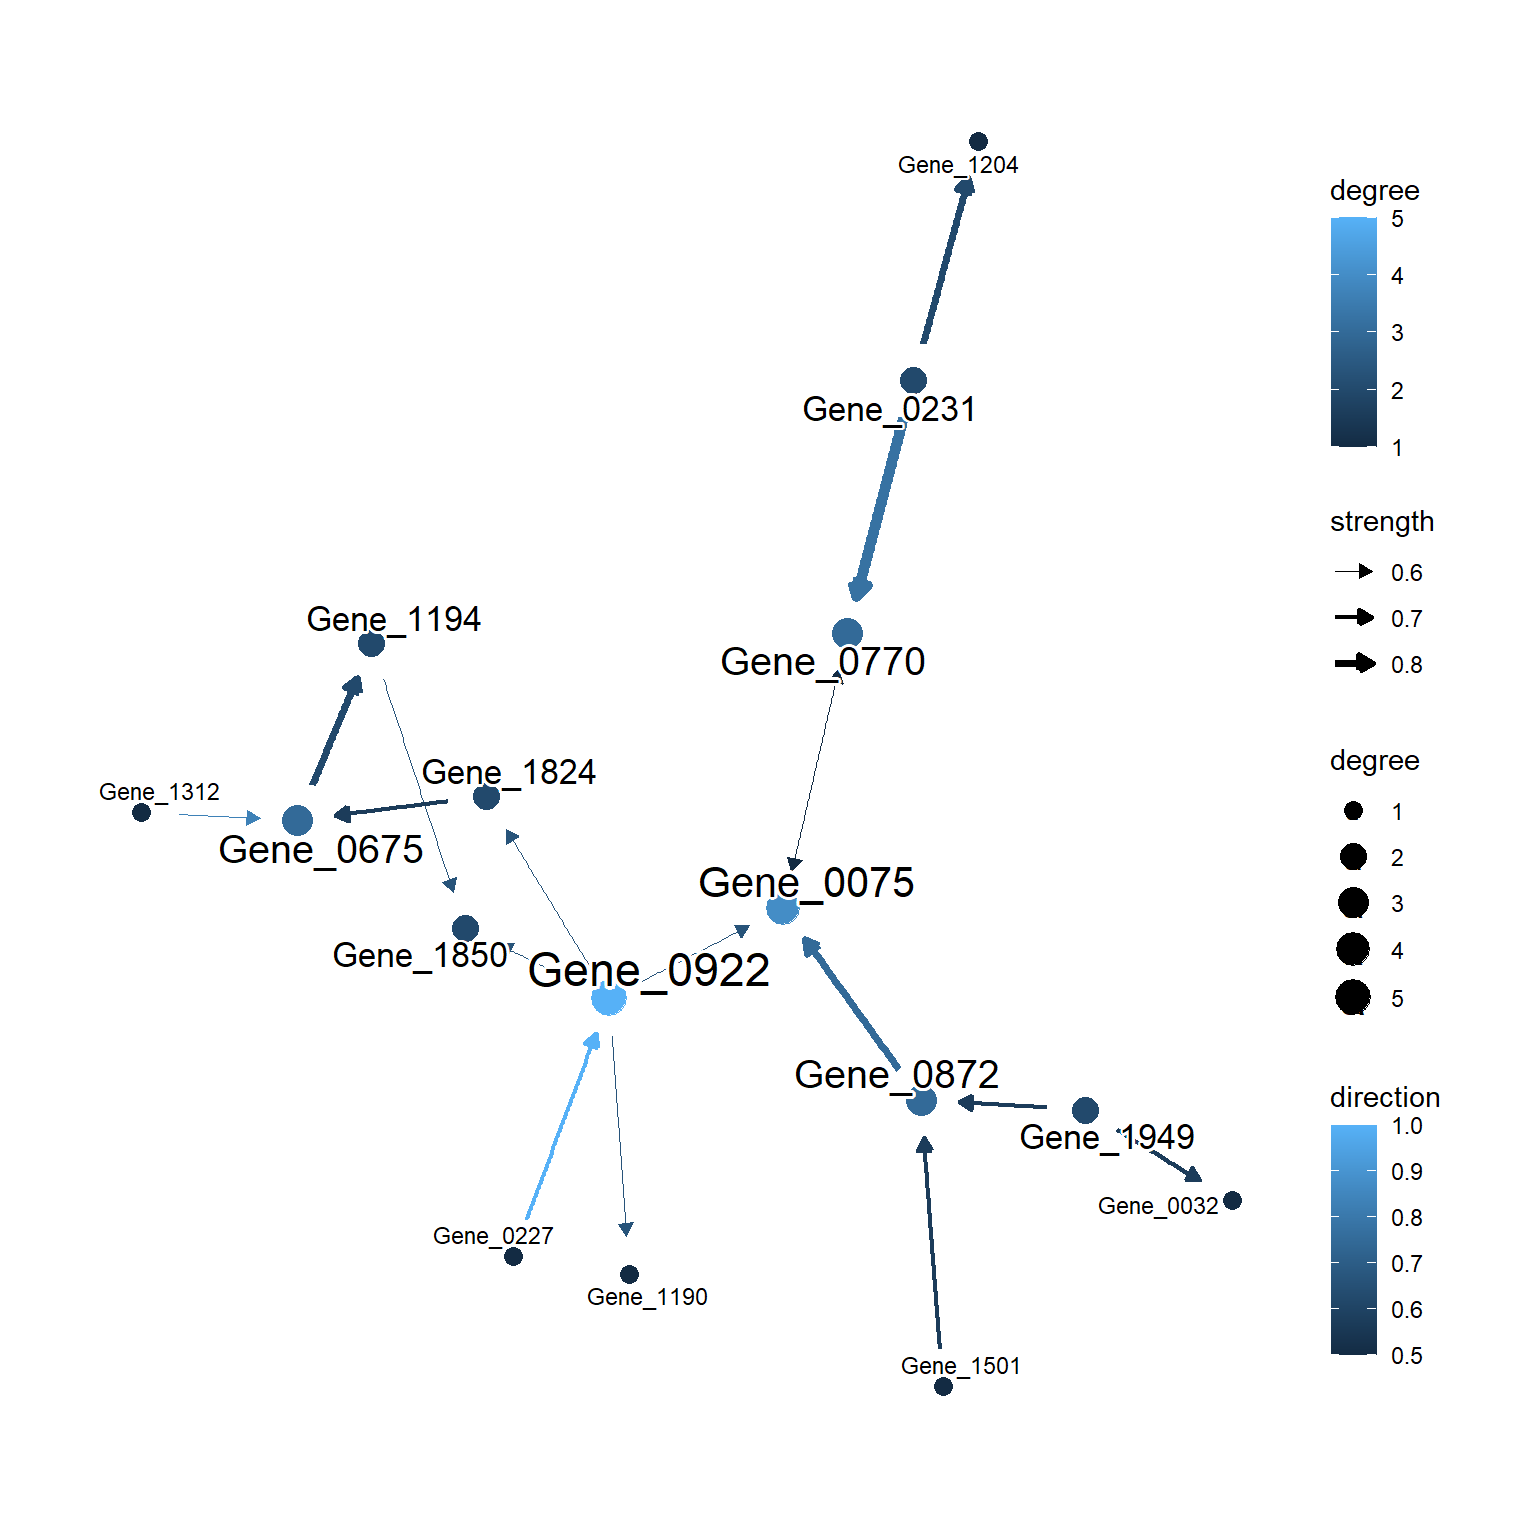 Gene_1204
Gene_0231
Gene_0770
Gene_1194
Gene_1824
Gene_1312
Gene_0675
Gene_0075
Gene_1850
Gene_0922
Gene_0872
Gene_1949
Gene_0032
Gene_0227
Gene_1190
Gene_1501
degree
5
4
3
2
1
strength
0.6
0.7
0.8
degree
1
2
3
4
5
direction
1.0
0.9
0.8
0.7
0.6
0.5